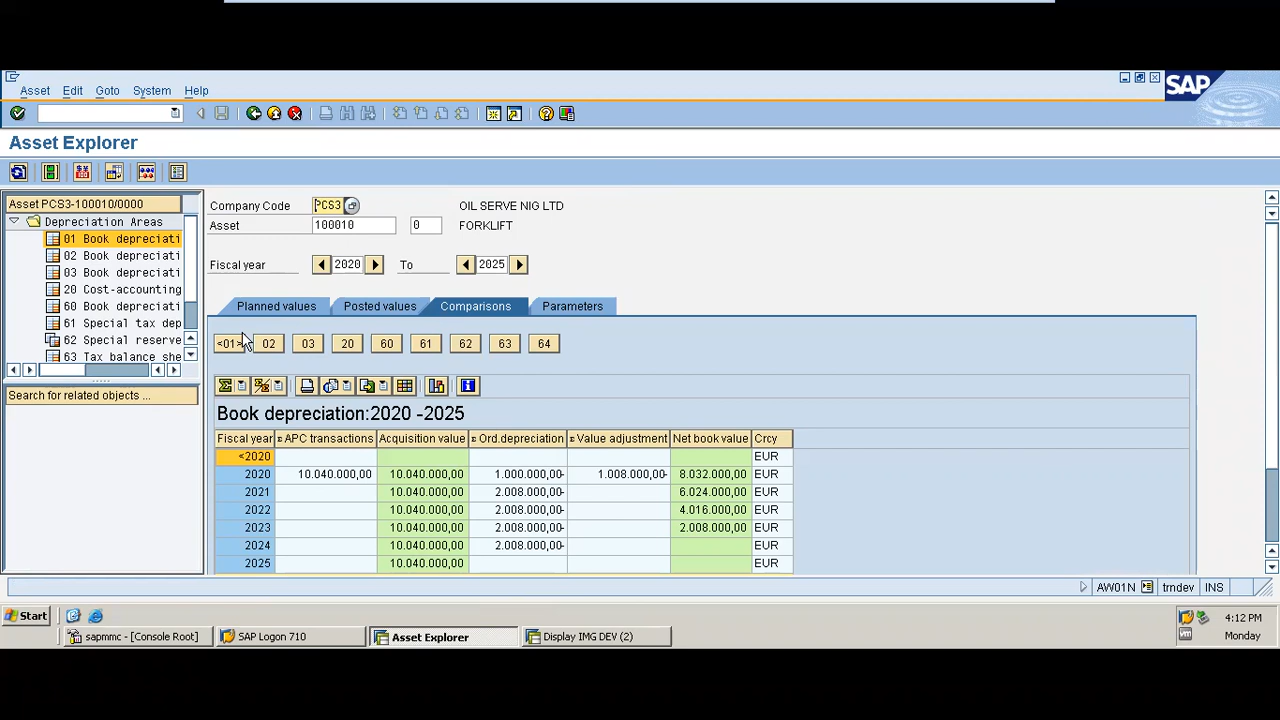 Asset Edit Goto System Help
SAP
Asset Explorer
Asset PCS3-100010/0000
Depreciation Areas
01 Book depreciati
02 Book depreciati
03 Book depreciati
20 Cost-accounting
60 Book depreciati
61 Special tax dep
62 Special reserve
63 Tax balance she
Search for related objects ...
Company Code PCS3 OIL SERVE NIG LTD
Asset 100010 0 FORKLIFT
Fiscal year 2020 To 2025
Planned values Posted values Comparisons Parameters
<01> 02 03 20 60 61 62 63 64
Book depreciation:2020 -2025
Fiscal year Σ APC transactions Acquisition value Σ Ord.depreciation Σ Value adjustment Net book value Crcy
<2020 EUR
2020 10.040.000,00 10.040.000,00 1.000.000,00- 1.008.000,00- 8.032.000,00 EUR
2021 10.040.000,00 2.008.000,00- 6.024.000,00 EUR
2022 10.040.000,00 2.008.000,00- 4.016.000,00 EUR
2023 10.040.000,00 2.008.000,00- 2.008.000,00 EUR
2024 10.040.000,00 2.008.000,00- EUR
2025 10.040.000,00 EUR
AW01N trndev INS
Start 4:12 PM
sapmmc - [Console Root] SAP Logon 710 Asset Explorer Display IMG DEV (2) Monday